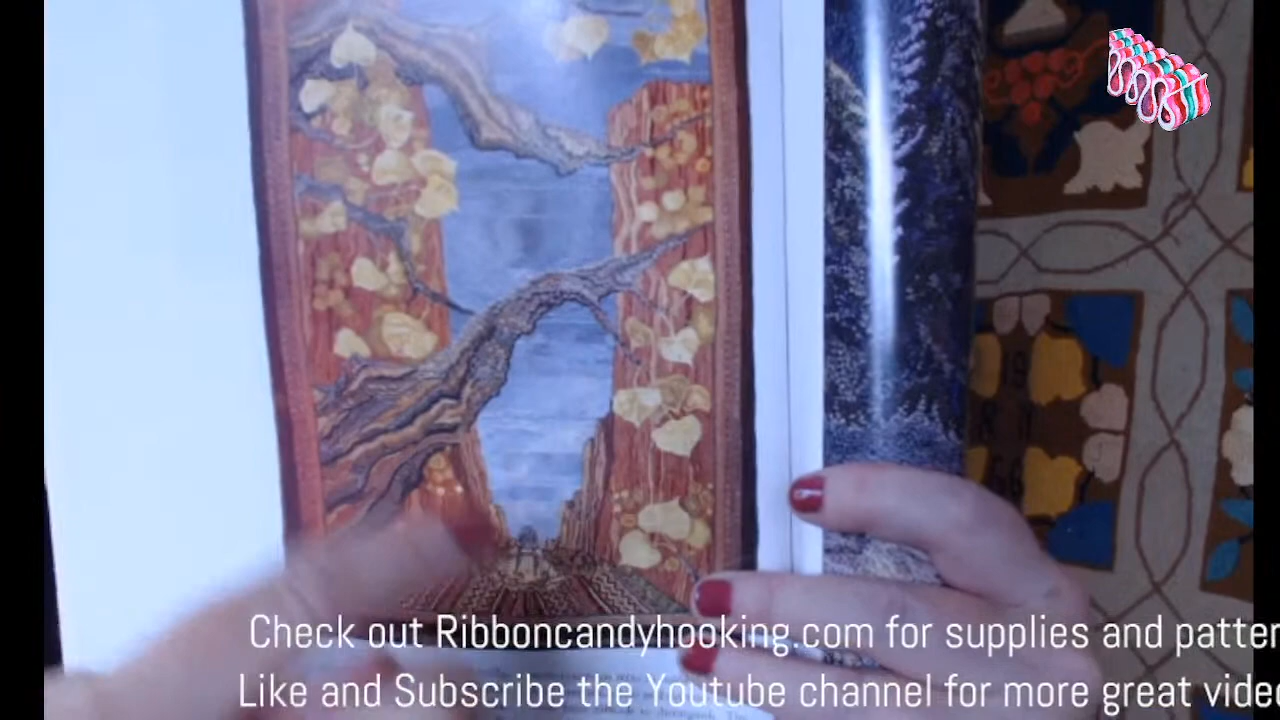 Check out Ribboncandyhooking.com for supplies and patter
Like and Subscribe the Youtube channel for more great vide